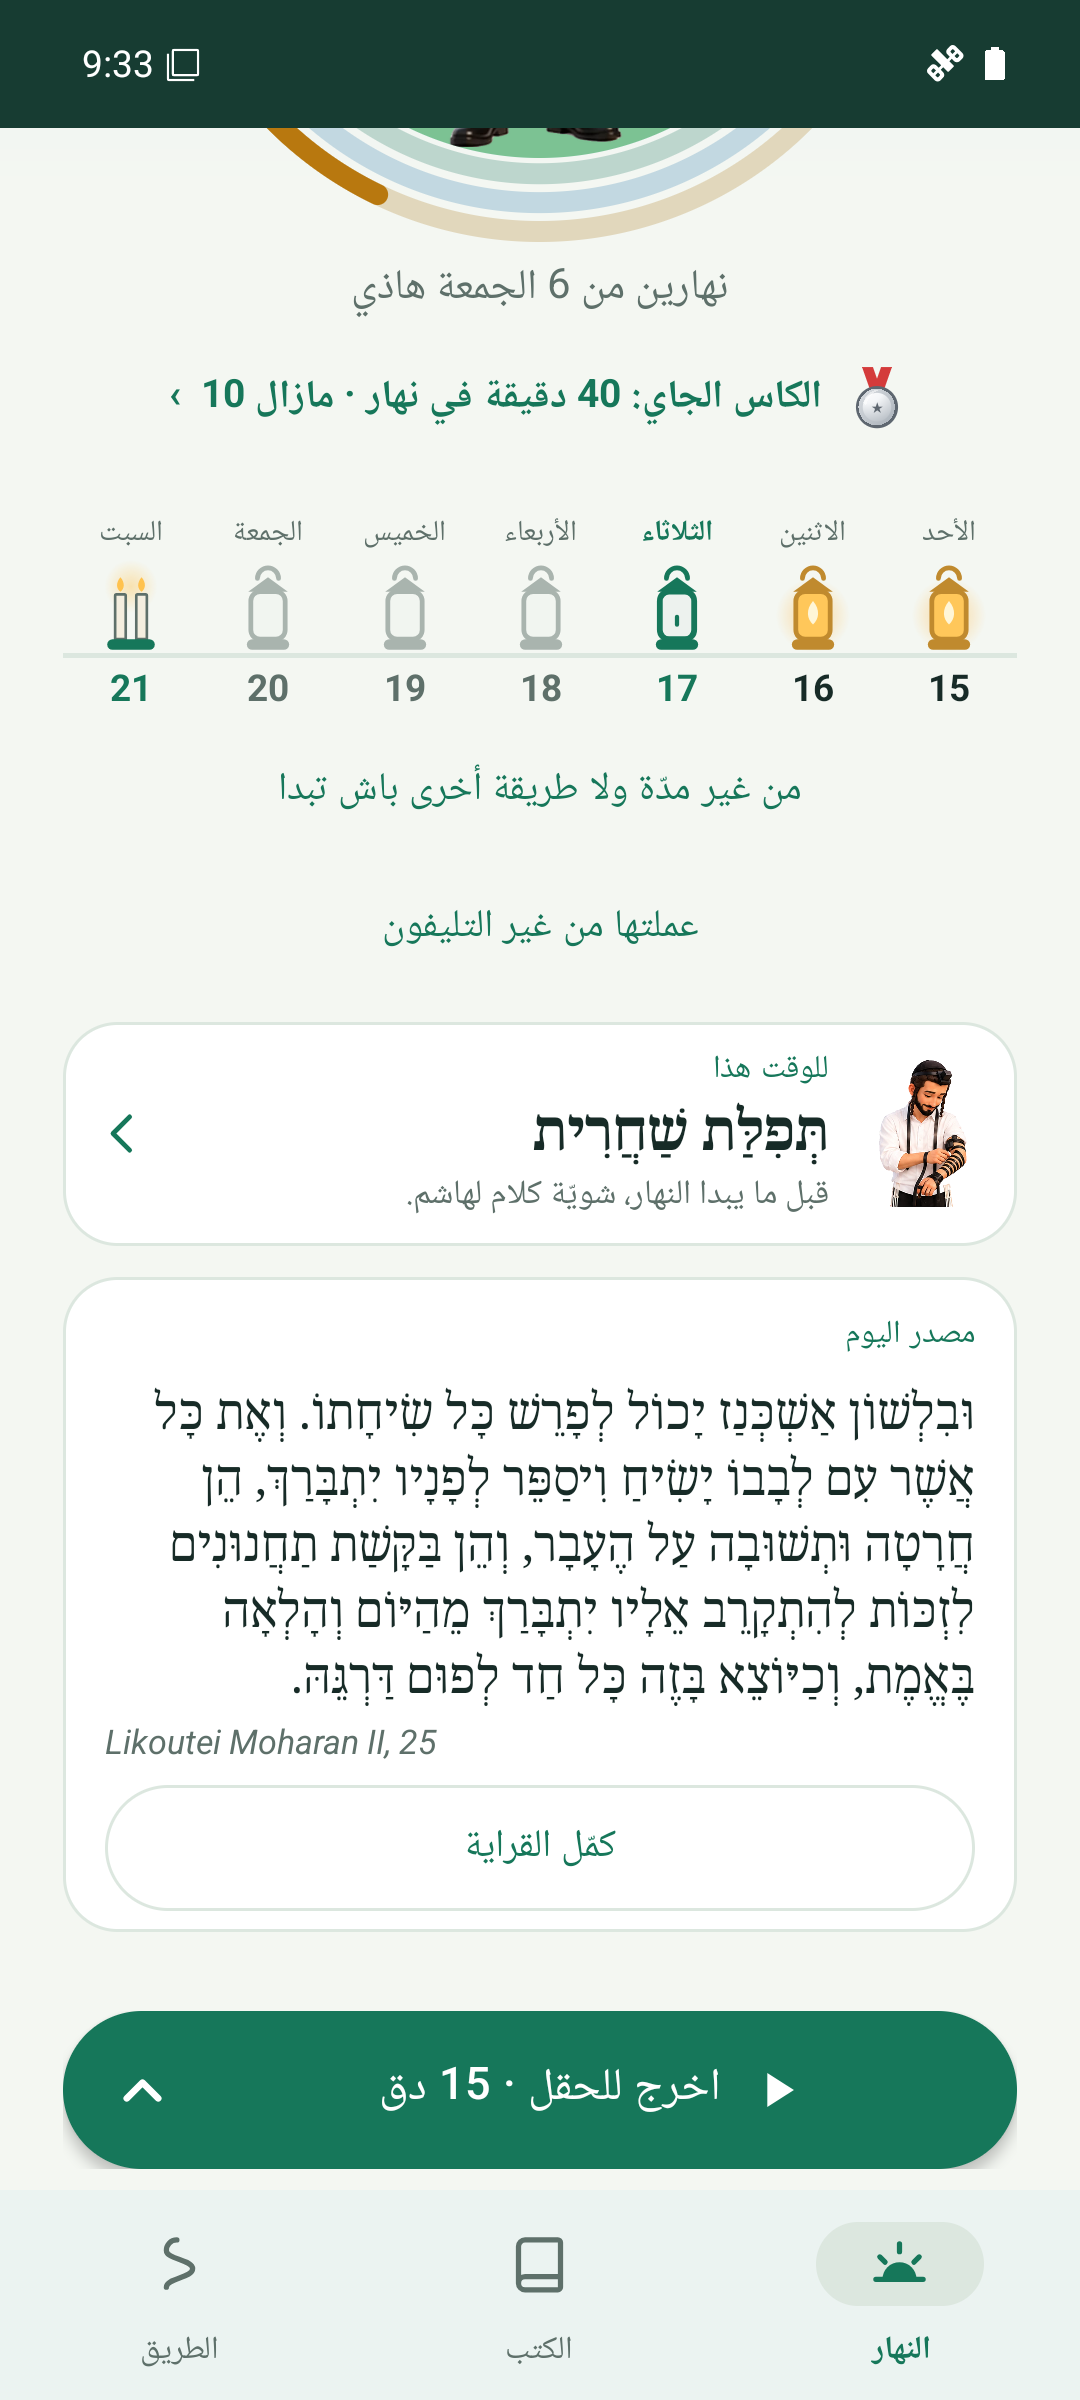 9:33
نهارين من 6 الجمعة هاذي
الكاس الجاي: 40 دقيقة في نهار · مازال 10 ›
الأحد الاثنين الثلاثاء الأربعاء الخميس الجمعة السبت
15 16 17 18 19 20 21
من غير مدّة ولا طريقة أخرى باش تبدا
عملتها من غير التليفون
للوقت هذا
תְּפִלַּת שַׁחֲרִית
قبل ما يبدا النهار، شويّة كلام لهاشم.
مصدر اليوم
וּבִלְשׁוֹן אַשְׁכְּנַז יָכוֹל לְפָרֵשׁ כָּל שִׂיחָתוֹ. וְאֶת כָּל
אֲשֶׁר עִם לְבָבוֹ יָשִׂיחַ וִיסַפֵּר לְפָנָיו יִתְבָּרַךְ, הֵן
חֲרָטָה וּתְשׁוּבָה עַל הֶעָבָר, וְהֵן בַּקָּשַׁת תַּחֲנוּנִים
לִזְכּוֹת לְהִתְקָרֵב אֵלָיו יִתְבָּרַךְ מֵהַיּוֹם וְהָלְאָה
בֶּאֱמֶת, וְכַיּוֹצֵא בָּזֶה כָּל חַד לְפוּם דַּרְגֵּהּ.
Likoutei Moharan II, 25
كمّل القراية
اخرج للحقل · 15 دق
النهار الكتب الطريق